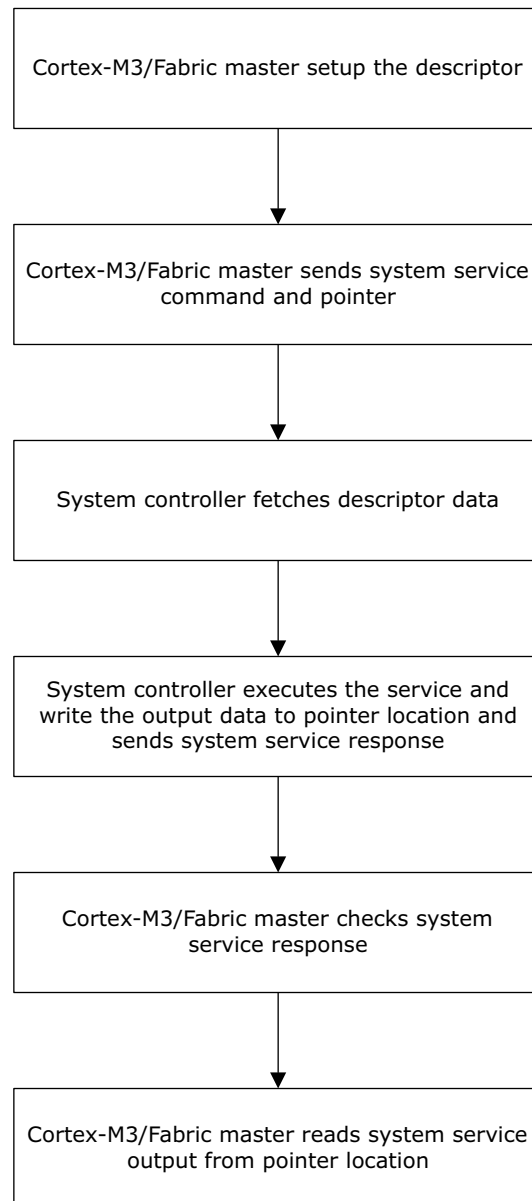 Cortex-M3/Fabric master setup the descriptor
Cortex-M3/Fabric master sends system service
command and pointer
System controller fetches descriptor data
System controller executes the service and
write the output data to pointer location and
sends system service response
Cortex-M3/Fabric master checks system
service response
Cortex-M3/Fabric master reads system service
output from pointer location